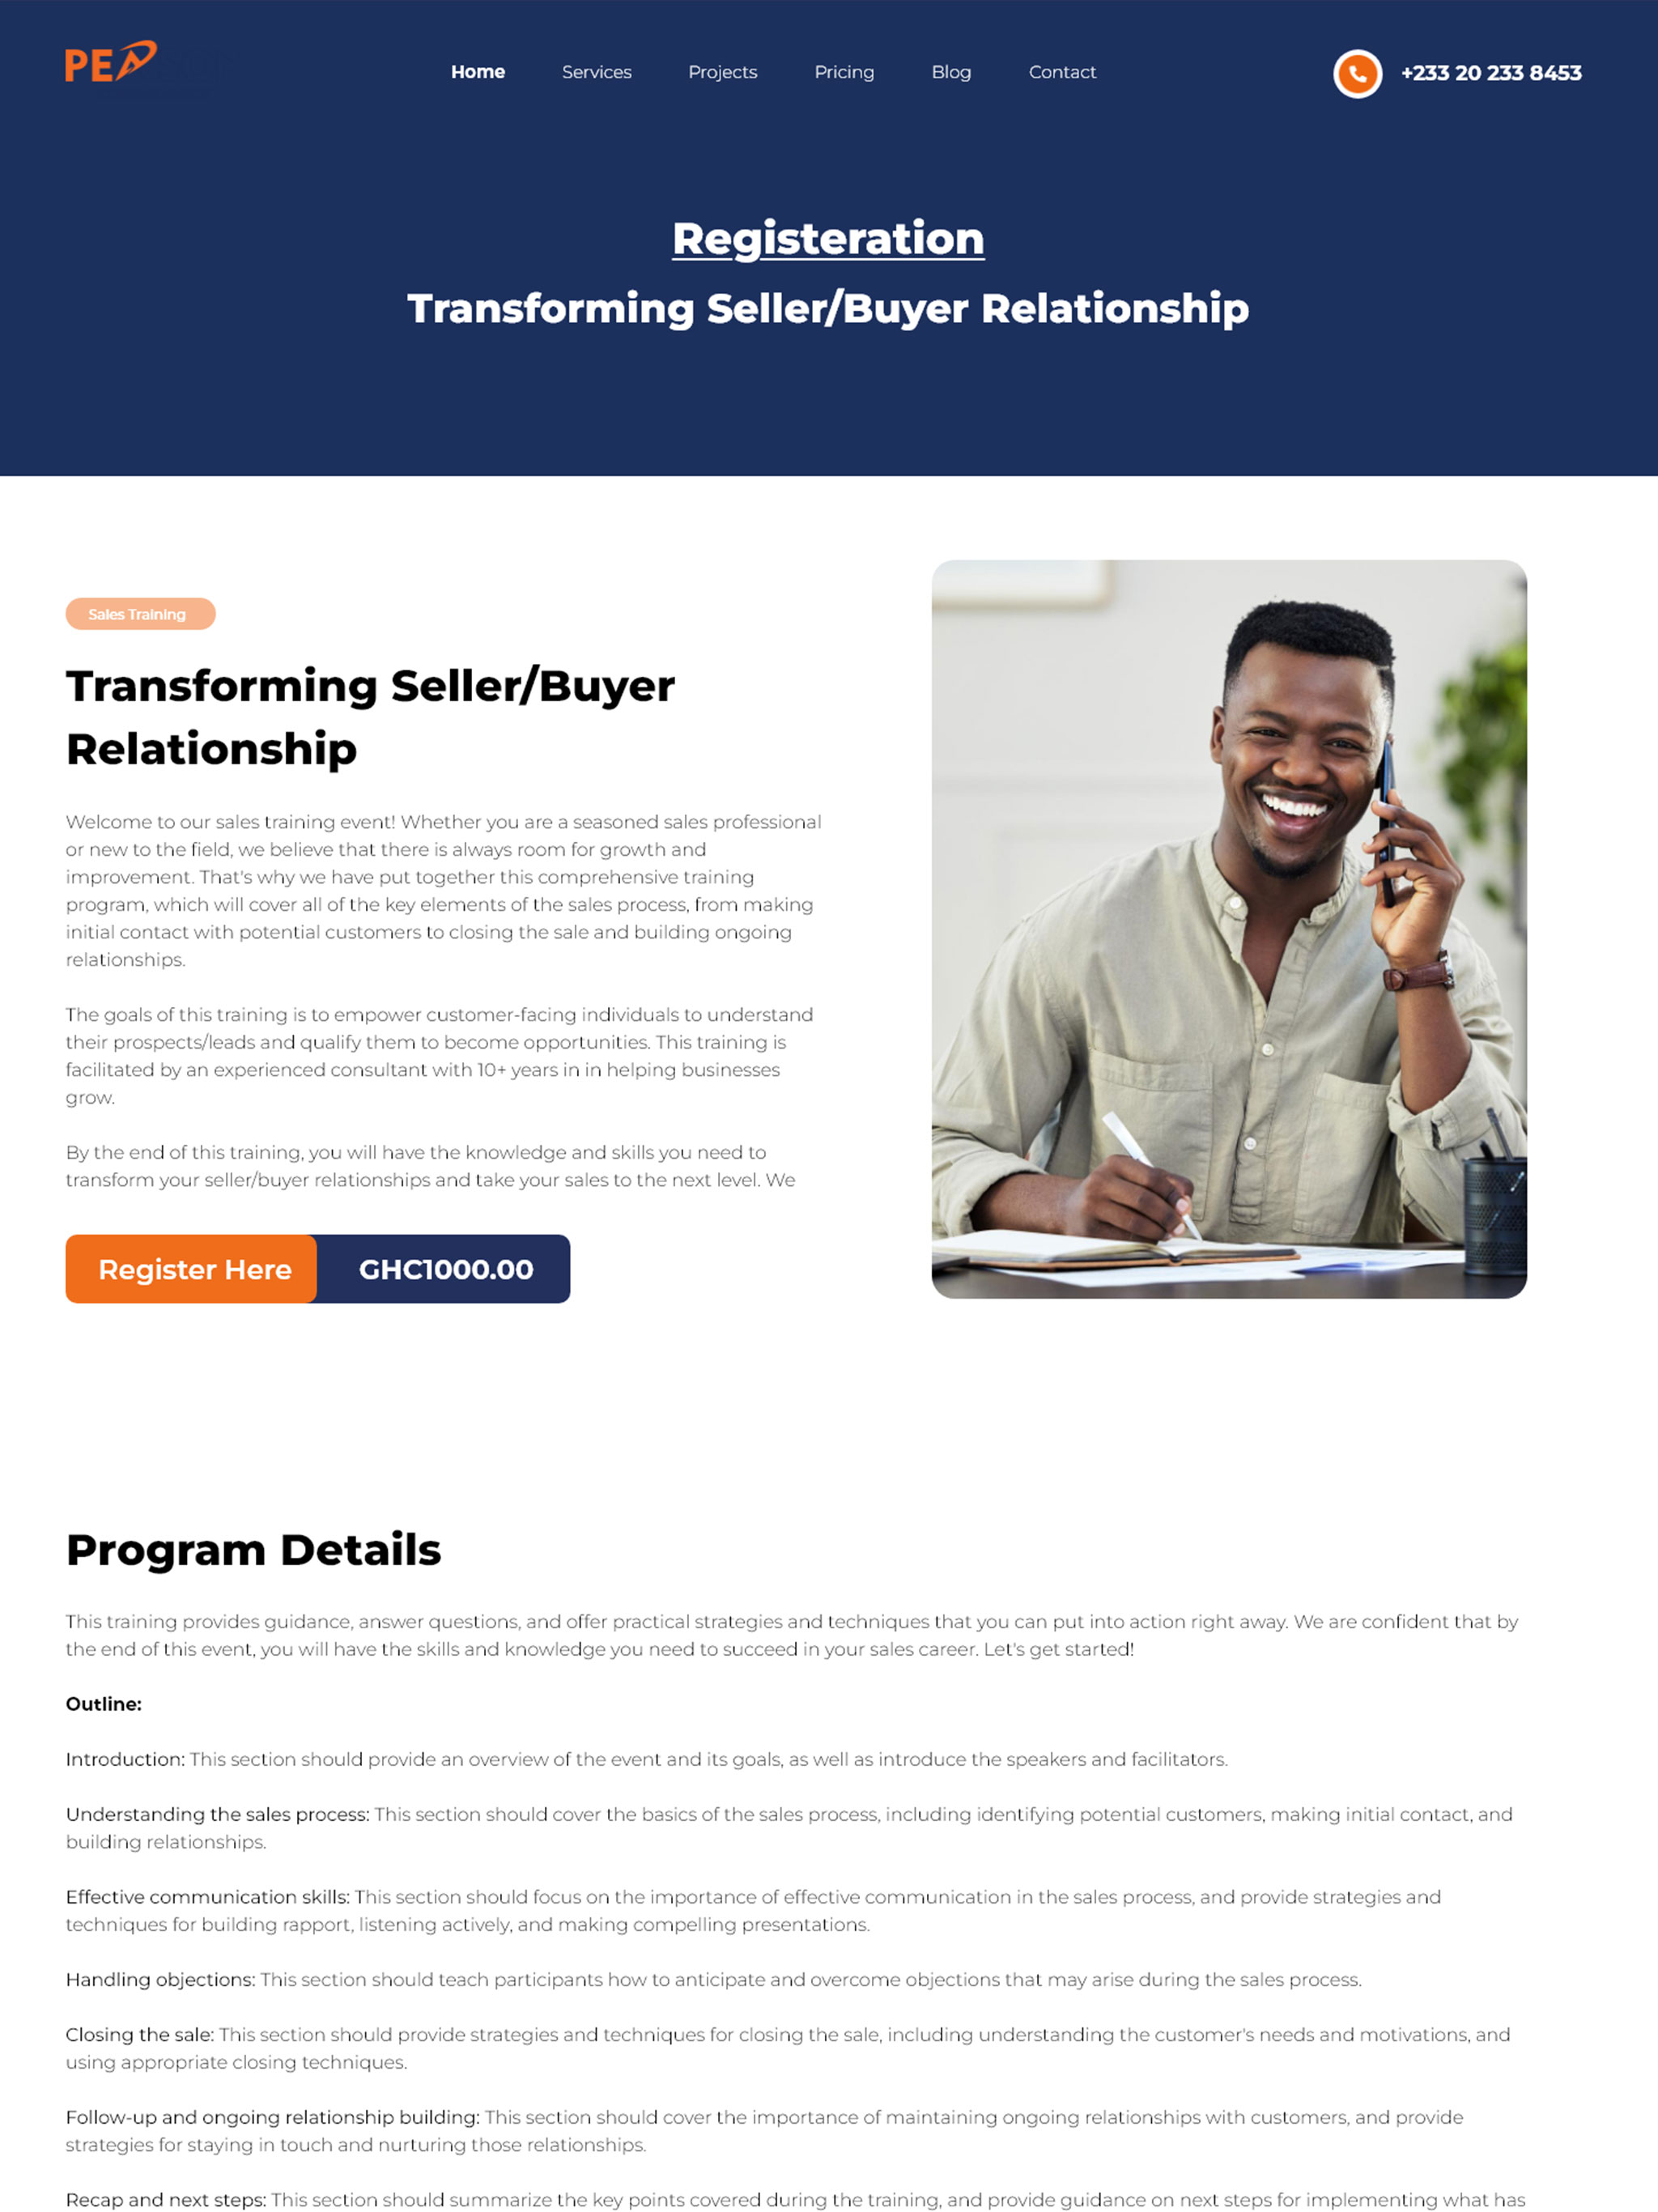 PEA
Home Services Projects Pricing Blog Contact
+233 20 233 8453
Registeration
Transforming Seller/Buyer Relationship
Sales Training
Transforming Seller/Buyer
Relationship
Welcome to our sales training event! Whether you are a seasoned sales professional
or new to the field, we believe that there is always room for growth and
improvement. That's why we have put together this comprehensive training
program, which will cover all of the key elements of the sales process, from making
initial contact with potential customers to closing the sale and building ongoing
relationships.
The goals of this training is to empower customer-facing individuals to understand
their prospects/leads and qualify them to become opportunities. This training is
facilitated by an experienced consultant with 10+ years in in helping businesses
grow.
By the end of this training, you will have the knowledge and skills you need to
transform your seller/buyer relationships and take your sales to the next level. We
Register Here GHC1000.00
Program Details
This training provides guidance, answer questions, and offer practical strategies and techniques that you can put into action right away. We are confident that by
the end of this event, you will have the skills and knowledge you need to succeed in your sales career. Let's get started!
Outline:
Introduction: This section should provide an overview of the event and its goals, as well as introduce the speakers and facilitators.
Understanding the sales process: This section should cover the basics of the sales process, including identifying potential customers, making initial contact, and
building relationships.
Effective communication skills: This section should focus on the importance of effective communication in the sales process, and provide strategies and
techniques for building rapport, listening actively, and making compelling presentations.
Handling objections: This section should teach participants how to anticipate and overcome objections that may arise during the sales process.
Closing the sale: This section should provide strategies and techniques for closing the sale, including understanding the customer's needs and motivations, and
using appropriate closing techniques.
Follow-up and ongoing relationship building: This section should cover the importance of maintaining ongoing relationships with customers, and provide
strategies for staying in touch and nurturing those relationships.
Recap and next steps: This section should summarize the key points covered during the training, and provide guidance on next steps for implementing what has